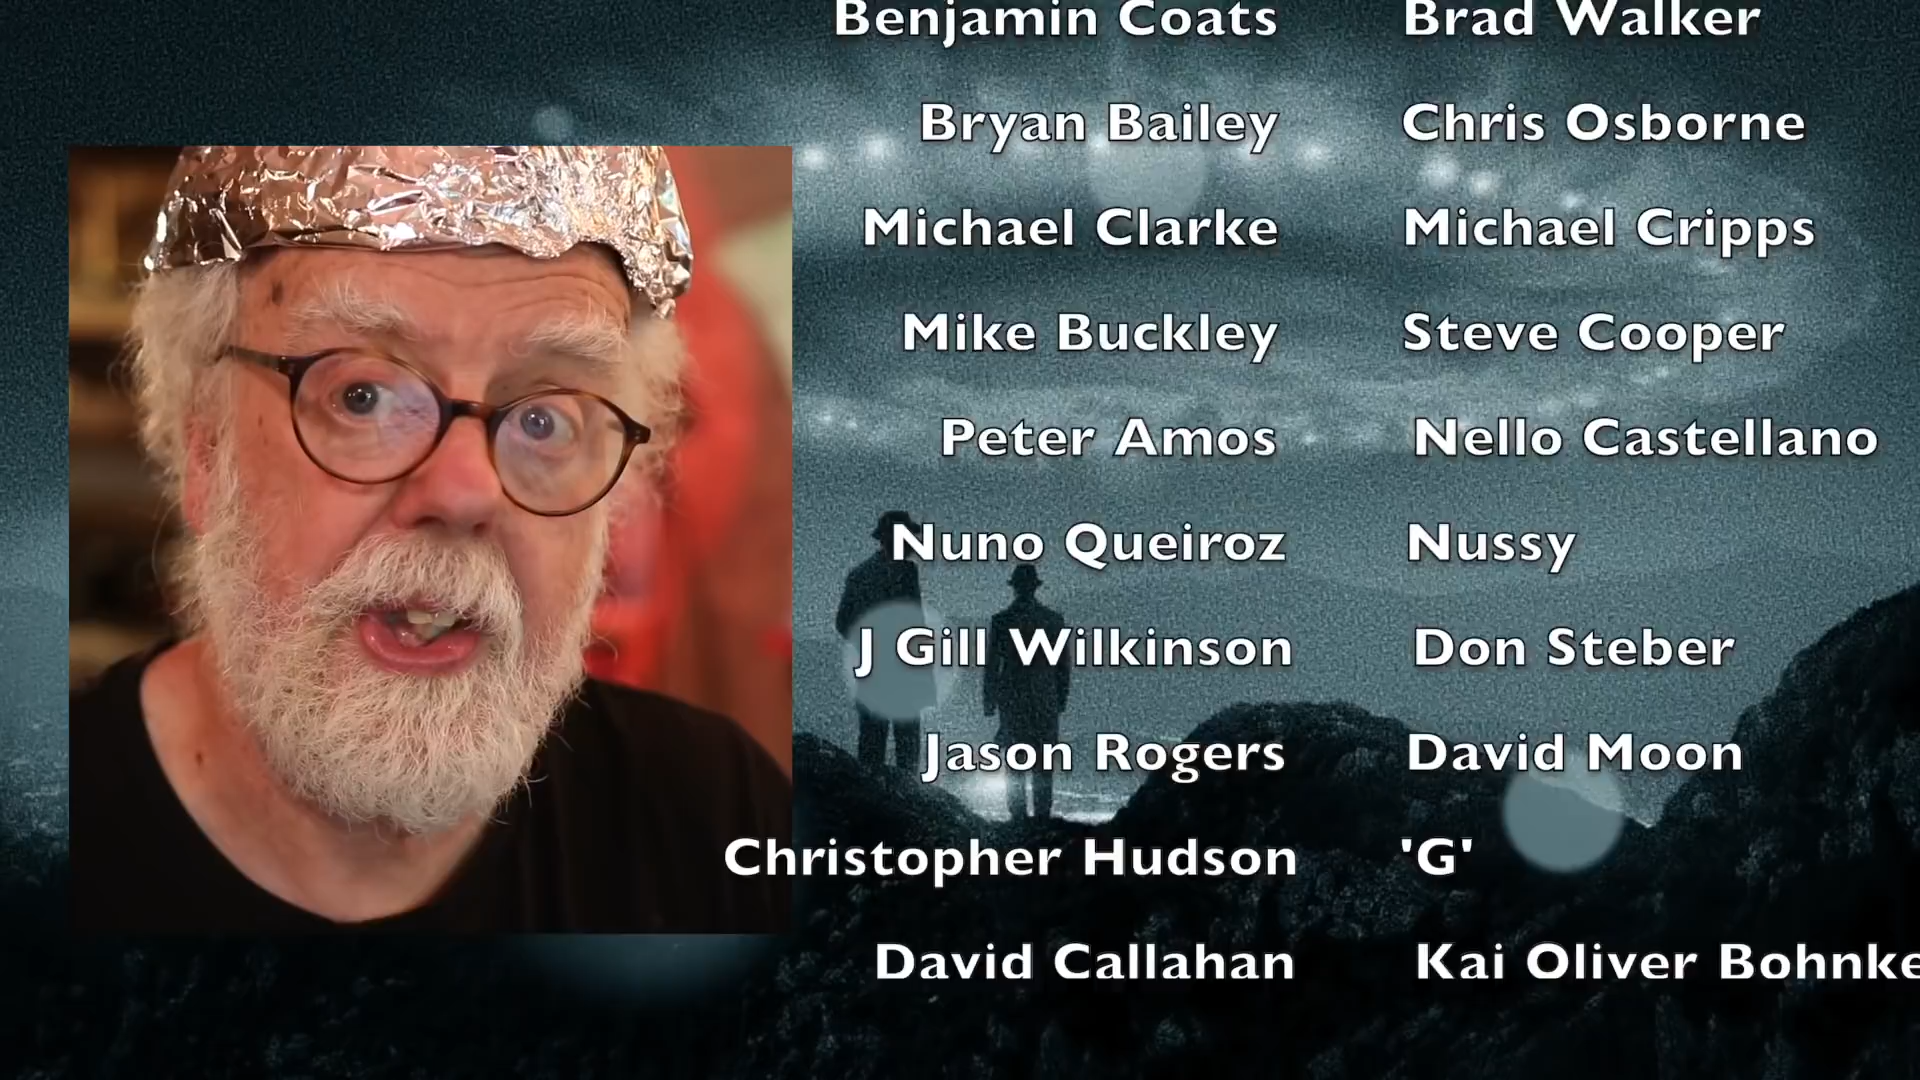 Benjamin Coats Brad Walker
Bryan Bailey Chris Osborne
Michael Clarke Michael Cripps
Mike Buckley Steve Cooper
Peter Amos Nello Castellano
Nuno Queiroz Nussy
J Gill Wilkinson Don Steber
Jason Rogers David Moon
Christopher Hudson 'G'
David Callahan Kai Oliver Bohnke